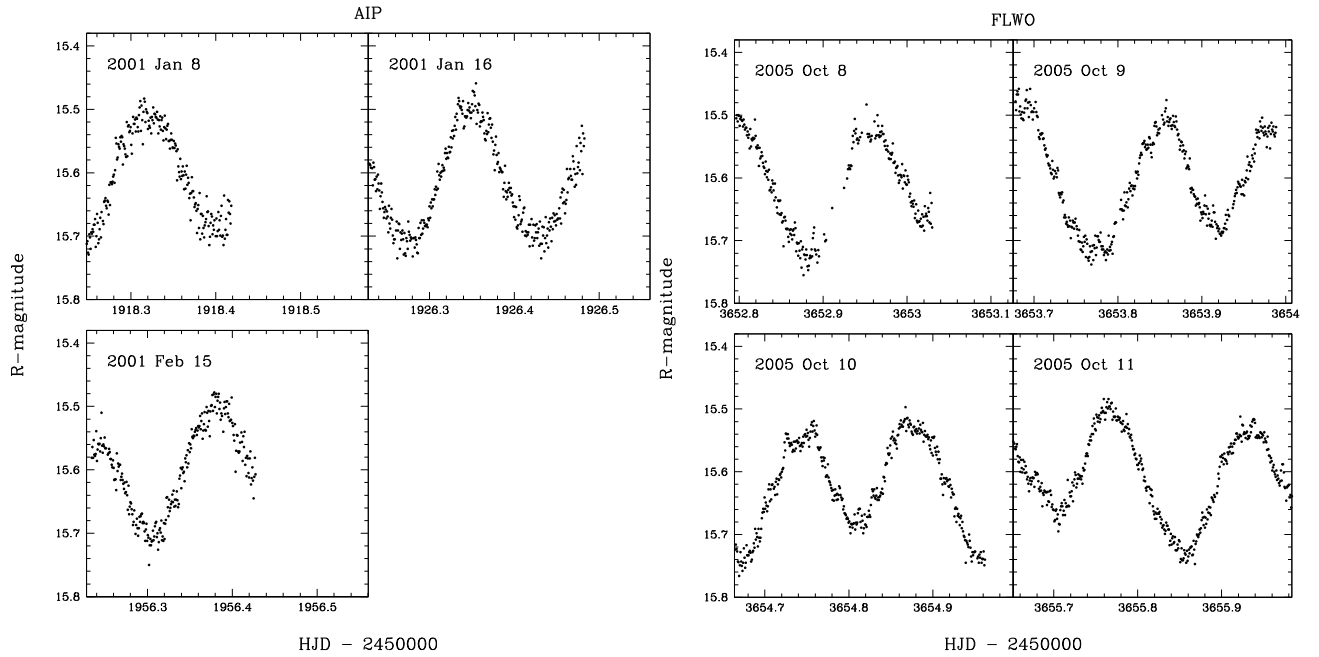 AIP
2001 Jan 8
2001 Jan 16
15.4
15.5
15.6
15.7
15.8
1918.3 1918.4 1918.5
1926.3 1926.4 1926.5
2001 Feb 15
15.4
15.5
15.6
15.7
15.8
1956.3 1956.4 1956.5
R-magnitude
HJD - 2450000
FLWO
2005 Oct 8
2005 Oct 9
15.4
15.5
15.6
15.7
15.8
3652.8 3652.9 3653 3653.1
3653.7 3653.8 3653.9 3654
2005 Oct 10
2005 Oct 11
15.4
15.5
15.6
15.7
15.8
3654.7 3654.8 3654.9
3655.7 3655.8 3655.9
R-magnitude
HJD - 2450000